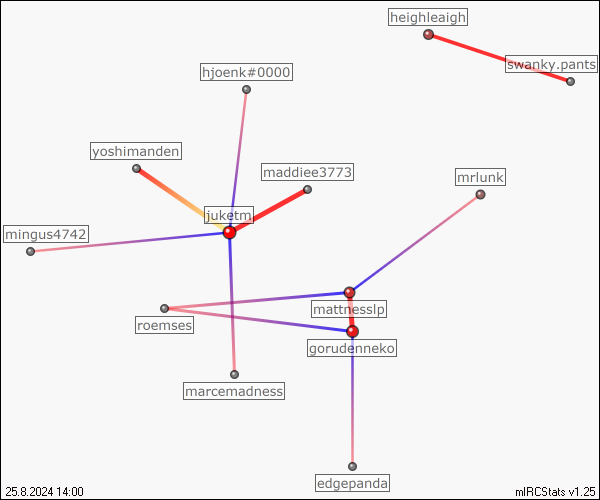 heighleaigh
swanky.pants
hjoenk#0000
yoshimanden
maddiee3773
mrlunk
juketm
mingus4742
mattnesslp
roemses
gorudenneko
marcemadness
edgepanda
25.8.2024 14:00
mIRCStats v1.25